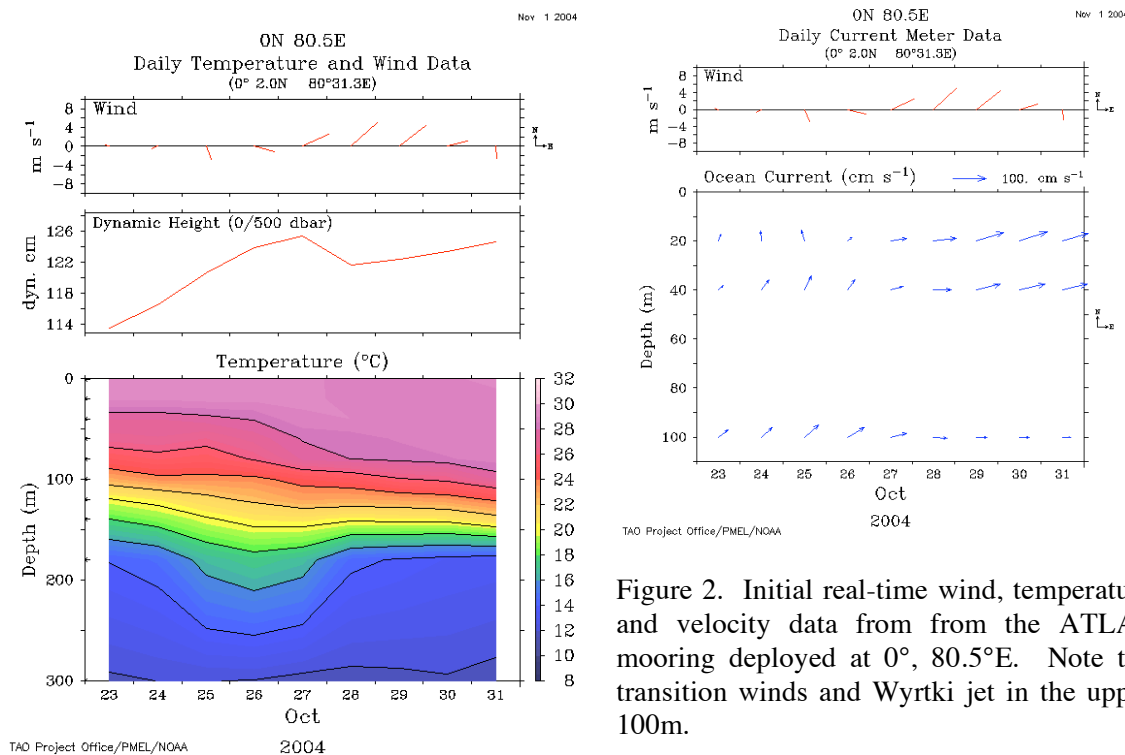 Nov 1 2004
0N 80.5E
Daily Temperature and Wind Data
(0° 2.0N 80°31.3E)
Wind
m s⁻¹
8
4
0
−4
−8
N
E
Dynamic Height (0/500 dbar)
dyn. cm
126
122
118
114
Temperature (°C)
Depth (m)
0
100
200
300
32
30
28
26
24
22
20
18
16
14
12
10
8
23 24 25 26 27 28 29 30 31
Oct
2004
TAO Project Office/PMEL/NOAA
Nov 1 2004
0N 80.5E
Daily Current Meter Data
(0° 2.0N 80°31.3E)
Wind
m s⁻¹
8
4
0
−4
−8
N
E
Ocean Current (cm s⁻¹) 100. cm s⁻¹
Depth (m)
0
20
40
60
80
100
N
E
23 24 25 26 27 28 29 30 31
Oct
2004
TAO Project Office/PMEL/NOAA
Figure 2. Initial real-time wind, temperatu
and velocity data from from the ATLA
mooring deployed at 0°, 80.5°E. Note t
transition winds and Wyrtki jet in the upp
100m.